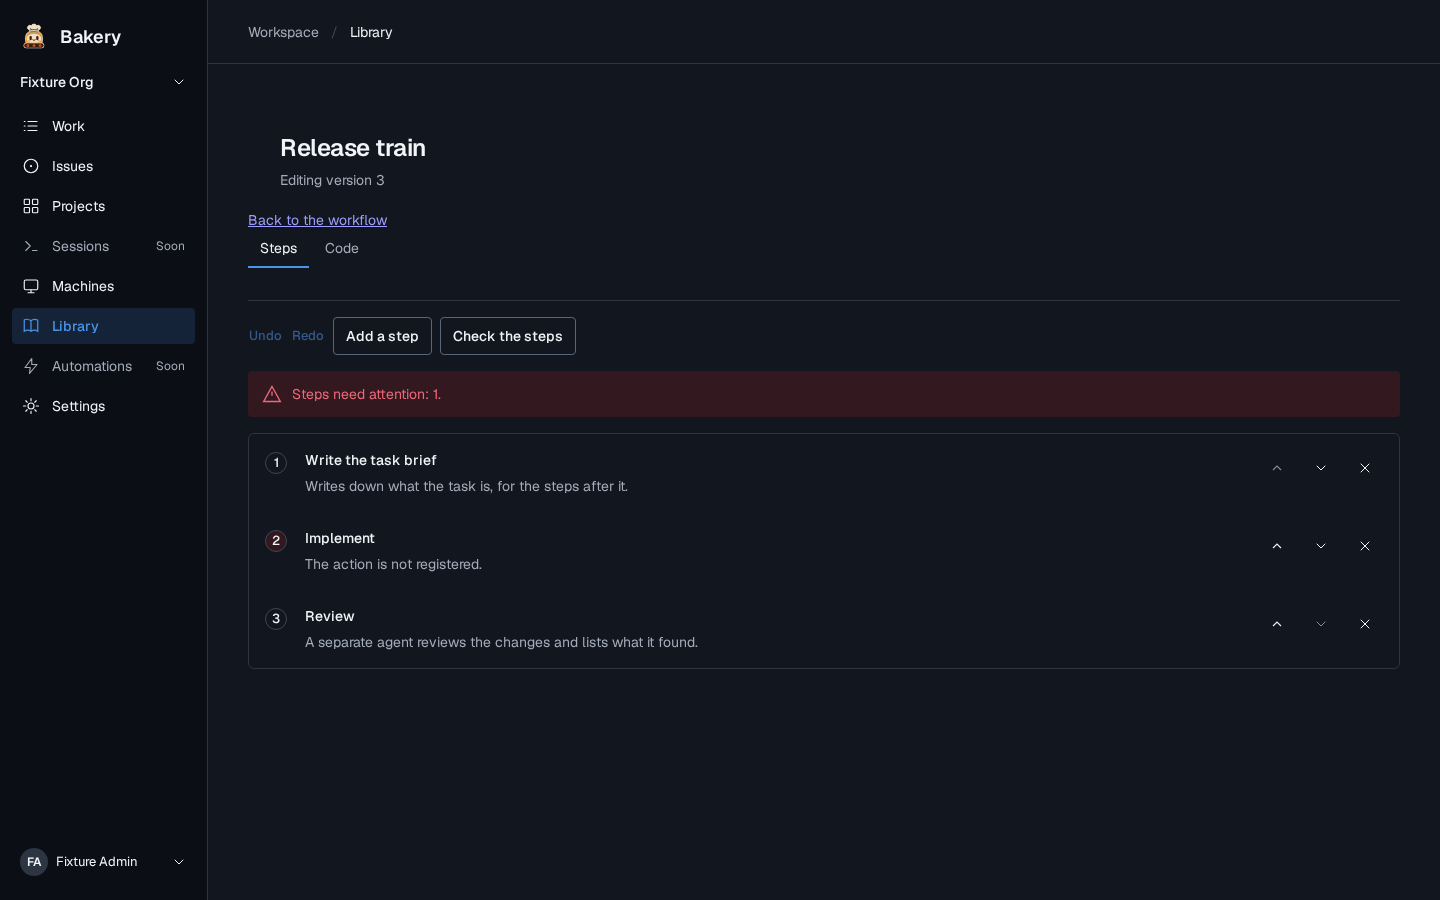 Bakery
Fixture Org
Work
Issues
Projects
Sessions Soon
Machines
Library
Automations Soon
Settings
FA Fixture Admin
Workspace / Library
Release train
Editing version 3
Back to the workflow
Steps Code
Undo Redo Add a step Check the steps
Steps need attention: 1.
1 Write the task brief
Writes down what the task is, for the steps after it.
2 Implement
The action is not registered.
3 Review
A separate agent reviews the changes and lists what it found.